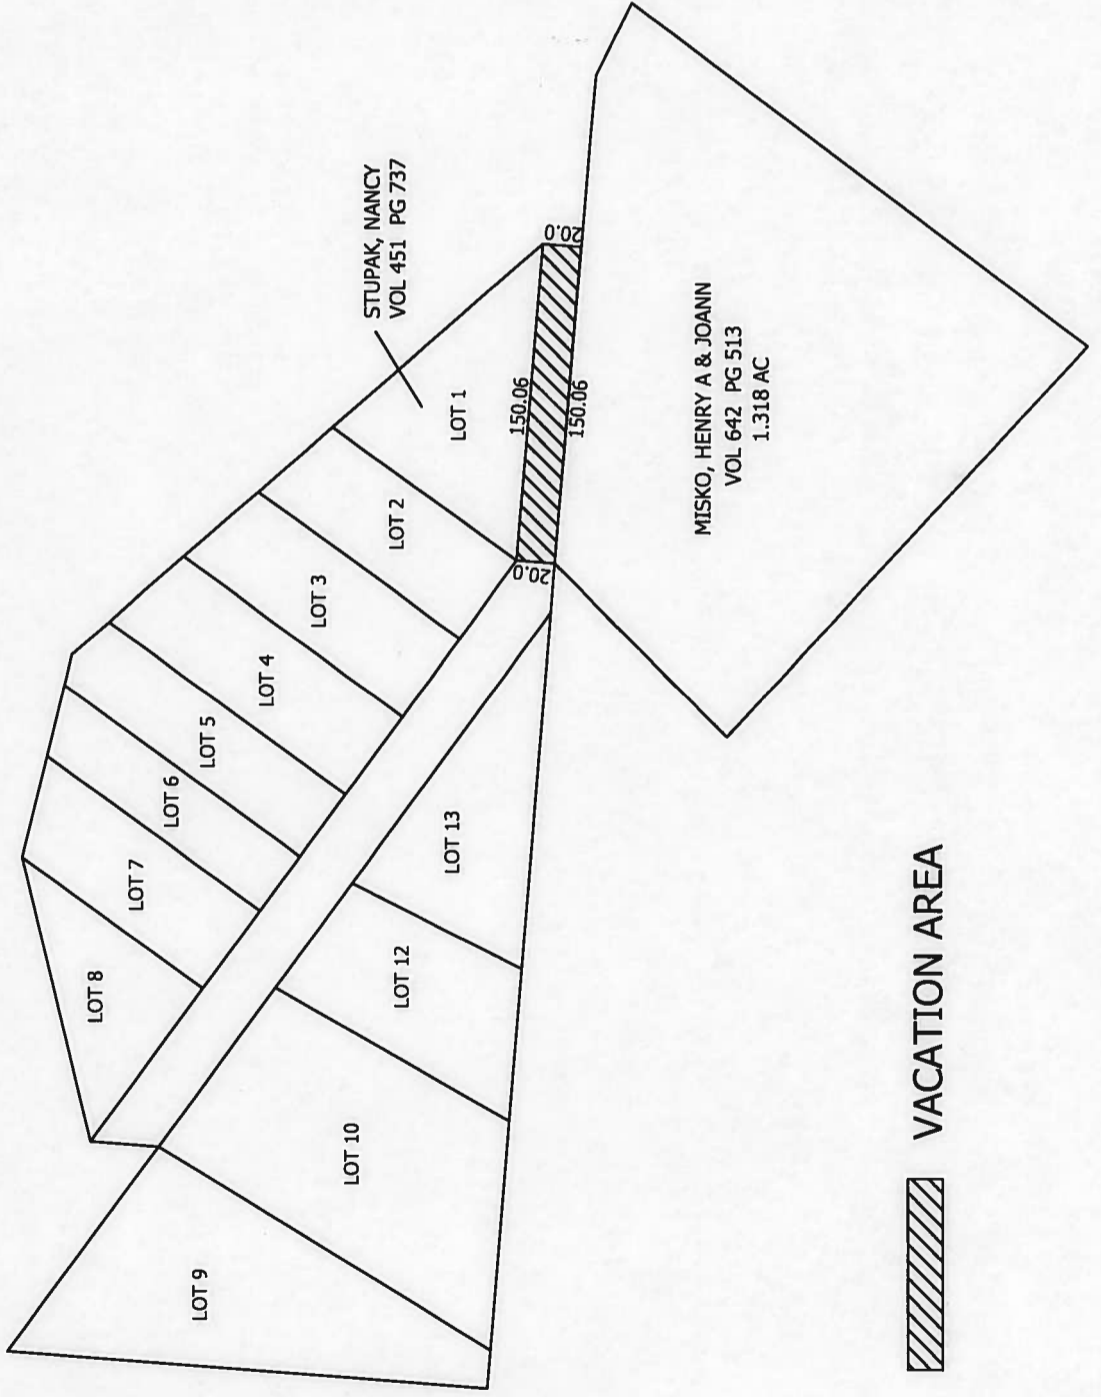 STUPAK, NANCY
VOL 451 PG 737
LOT 1
LOT 2
LOT 3
LOT 4
LOT 5
LOT 6
LOT 7
LOT 8
LOT 9
LOT 10
LOT 12
LOT 13
150.06
150.06
20.0
20.0
MISKO, HENRY A & JOANN
VOL 642 PG 513
1.318 AC
VACATION AREA